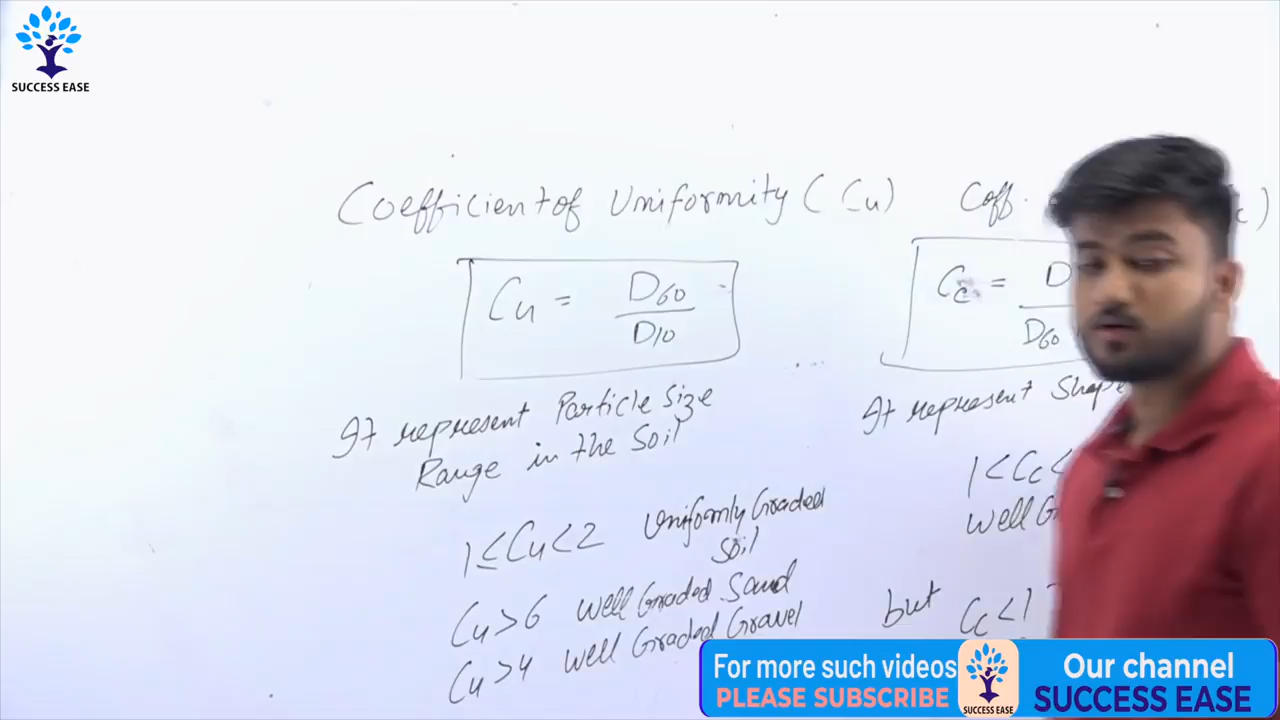 SUCCESS EASE
Coefficient of Uniformity (Cu)
Cu = D60
D10
It represent Particle Size
Range in the Soil
1 ≤ Cu < 2 Uniformly Graded
Soil
Cu > 6 Well Graded Sand
Cu > 4 Well Graded Gravel
Coff. c)
Cc = D
D60
It represent Shape
1 < Cc <
Well G
but Cc < 1
For more such videos
PLEASE SUBSCRIBE
SUCCESS EASE
Our channel
SUCCESS EASE